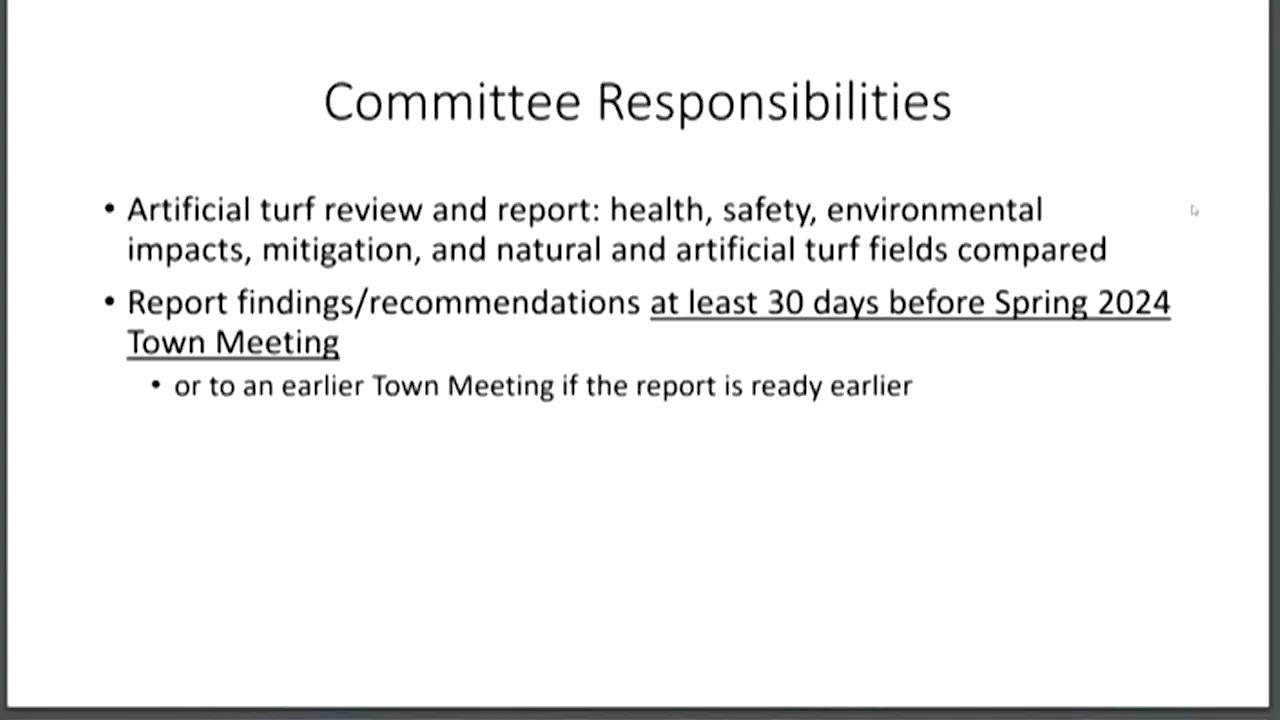 Committee Responsibilities
• Artificial turf review and report: health, safety, environmental
impacts, mitigation, and natural and artificial turf fields compared
• Report findings/recommendations at least 30 days before Spring 2024
Town Meeting
• or to an earlier Town Meeting if the report is ready earlier